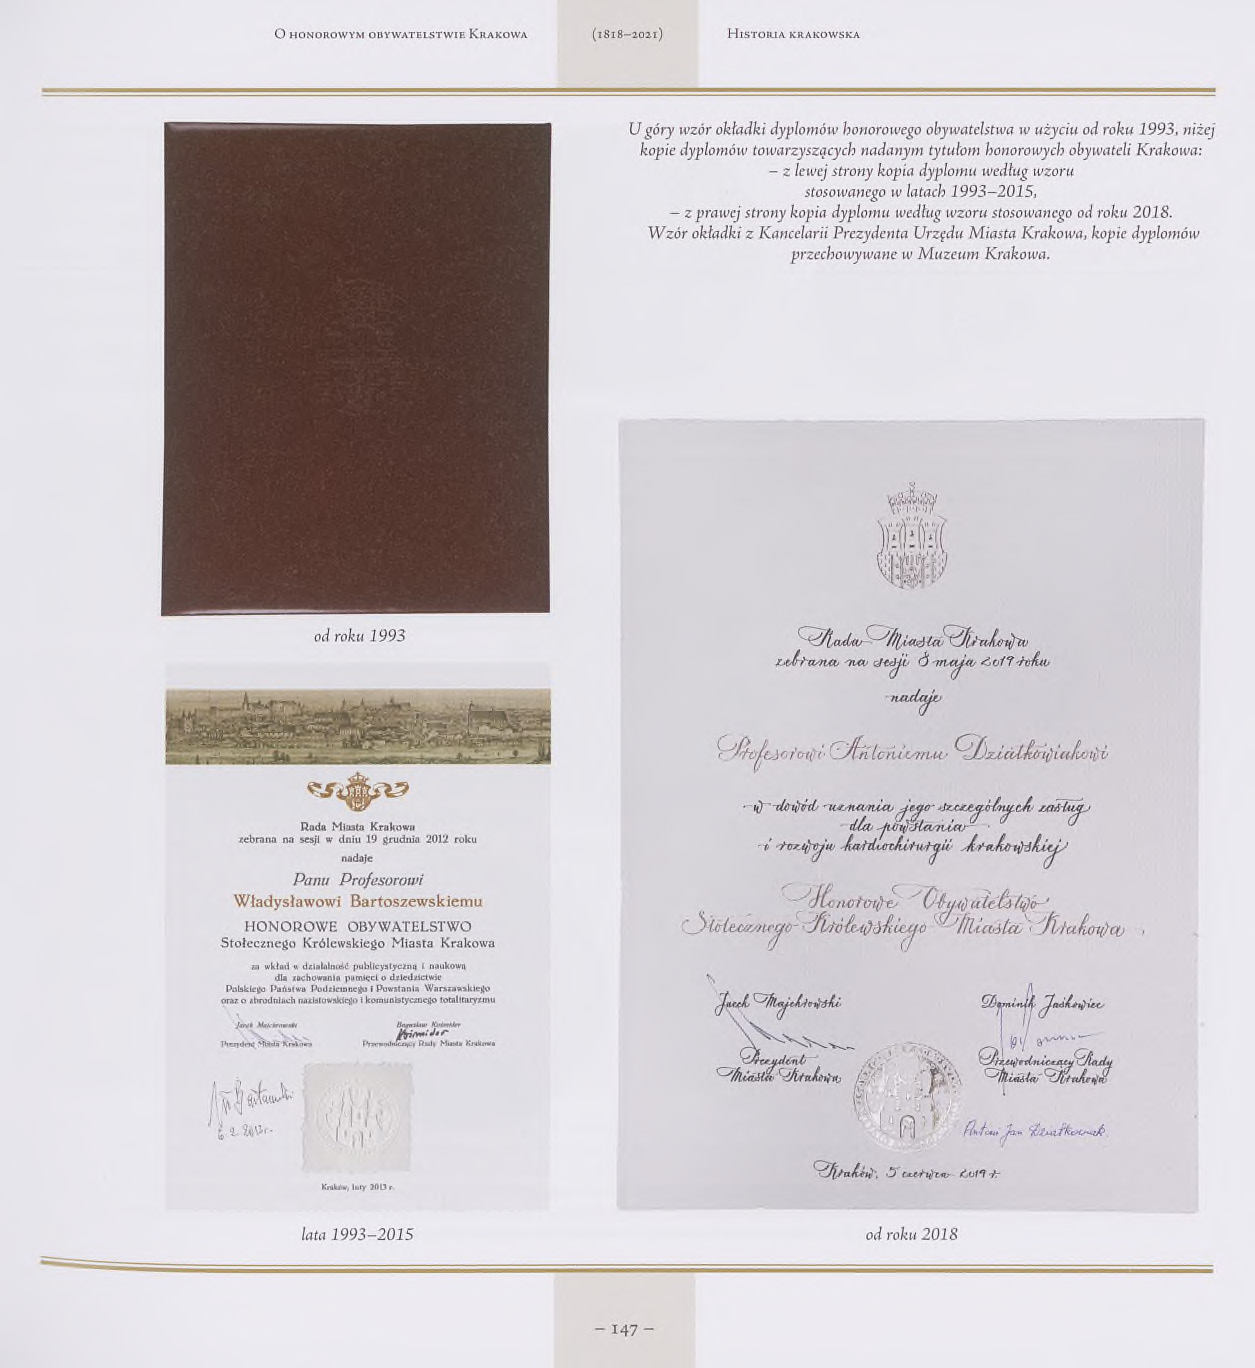 O honorowym obywatelstwie Krakowa (1818–2021) Historia krakowska
U góry wzór okładki dyplomów honorowego obywatelstwa w użyciu od roku 1993, niżej
kopie dyplomów towarzyszących nadanym tytułom honorowych obywateli Krakowa:
– z lewej strony kopia dyplomu według wzoru
stosowanego w latach 1993–2015,
– z prawej strony kopia dyplomu według wzoru stosowanego od roku 2018.
Wzór okładki z Kancelarii Prezydenta Urzędu Miasta Krakowa, kopie dyplomów
przechowywane w Muzeum Krakowa.
od roku 1993
Rada Miasta Krakowa
zebrana na sesji w dniu 19 grudnia 2012 roku
nadaje
Panu Profesorowi
Władysławowi Bartoszewskiemu
HONOROWE OBYWATELSTWO
Stołecznego Królewskiego Miasta Krakowa
za wkład w działalność publicystyczną i naukową
dla zachowania pamięci o dziedzictwie
Polskiego Państwa Podziemnego i Powstania Warszawskiego
oraz o zbrodniach nazistowskiego i komunistycznego totalitaryzmu
Jacek Majchrowski
Bogusław Kośmider
Kośmider
Prezydent Miasta Krakowa
Przewodniczący Rady Miasta Krakowa
6.2.2013r.
Kraków, luty 2013 r.
lata 1993–2015
Rada Miasta Krakowa
zebrana na sesji 8 maja 2019 roku
nadaje
Profesorowi Antoniemu Dziatkowiakowi
w dowód uznania jego szczególnych zasług
dla powstania
i rozwoju kardiochirurgii krakowskiej
Honorowe Obywatelstwo
Stołecznego Królewskiego Miasta Krakowa
Jacek Majchrowski
Dominik Jaśkowiec
Prezydent
Miasta Krakowa
Przewodniczący Rady
Miasta Krakowa
Antoni Jan Dziatkowiak
Kraków, 5 czerwca 2019 r.
od roku 2018
– 147 –